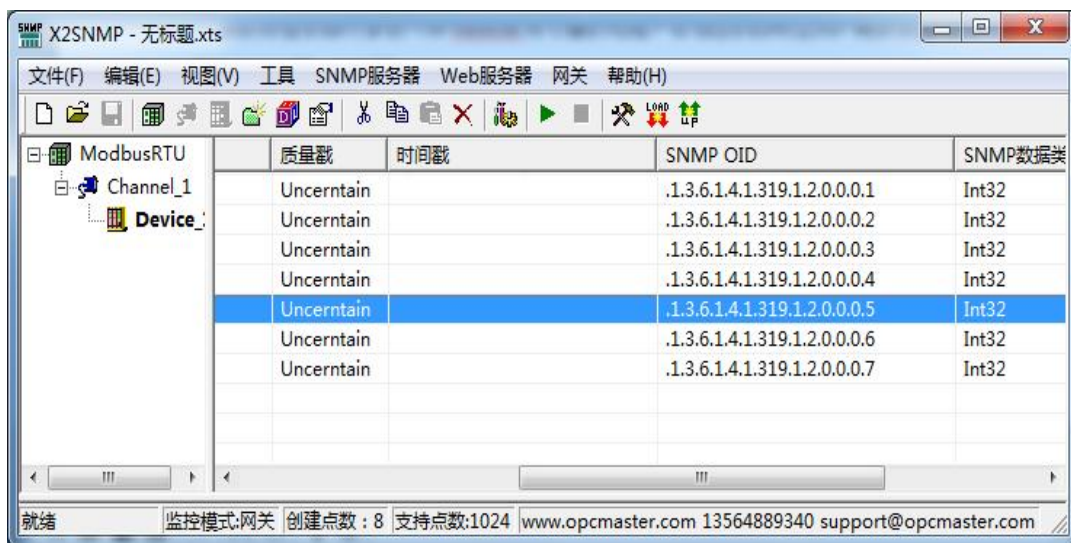 X2SNMP - 无标题.xts
文件(F) 编辑(E) 视图(V) 工具 SNMP服务器 Web服务器 网关 帮助(H)
ModbusRTU
Channel_1
Device_
质量戳 时间戳 SNMP OID SNMP数据类
Uncerntain .1.3.6.1.4.1.319.1.2.0.0.0.1 Int32
Uncerntain .1.3.6.1.4.1.319.1.2.0.0.0.2 Int32
Uncerntain .1.3.6.1.4.1.319.1.2.0.0.0.3 Int32
Uncerntain .1.3.6.1.4.1.319.1.2.0.0.0.4 Int32
Uncerntain .1.3.6.1.4.1.319.1.2.0.0.0.5 Int32
Uncerntain .1.3.6.1.4.1.319.1.2.0.0.0.6 Int32
Uncerntain .1.3.6.1.4.1.319.1.2.0.0.0.7 Int32
就绪 监控模式:网关 创建点数：8 支持点数:1024 www.opcmaster.com 13564889340 support@opcmaster.com